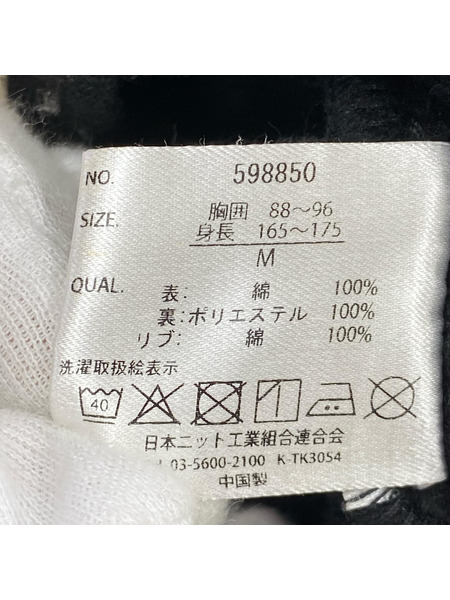 NO. 598850
SIZE. 胸囲 88～96
身長 165～175
M
QUAL. 表: 綿 100%
裏:ポリエステル 100%
リブ: 綿 100%
洗濯取扱絵表示
40
日本ニット工業組合連合会
03-5600-2100 K-TK3054
中国製